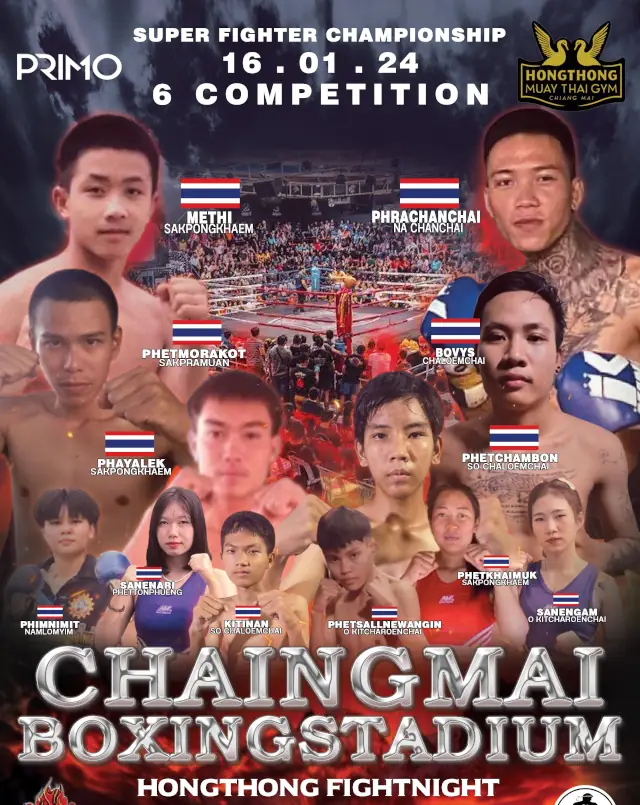 SUPER FIGHTER CHAMPIONSHIP
16 . 01 . 24
6 COMPETITION
PRIMO
HONGTHONG
MUAY THAI GYM
CHIANG MAI
METHI
SAKPONGKHAEM
PHRACHANCHAI
NA CHANCHAI
PHETMORAKOT
SAKPRAMUAN
BOVYS
CHALOEMCHAI
PHAYALEK
SAKPONGKHAEM
PHETCHAMBON
SO CHALOEMCHAI
SANENARI
PHETTONPHUENG
PHETKHAIMUK
SAKPONGKHAEM
PHIMNIMIT
NAMLOMYIM
KITINAN
SO CHALOEMCHAI
PHETSALLNEWANGIN
O KITCHAROENCHAI
SANENGAM
O KITCHAROENCHAI
CHAINGMAI
BOXINGSTADIUM
HONGTHONG FIGHTNIGHT